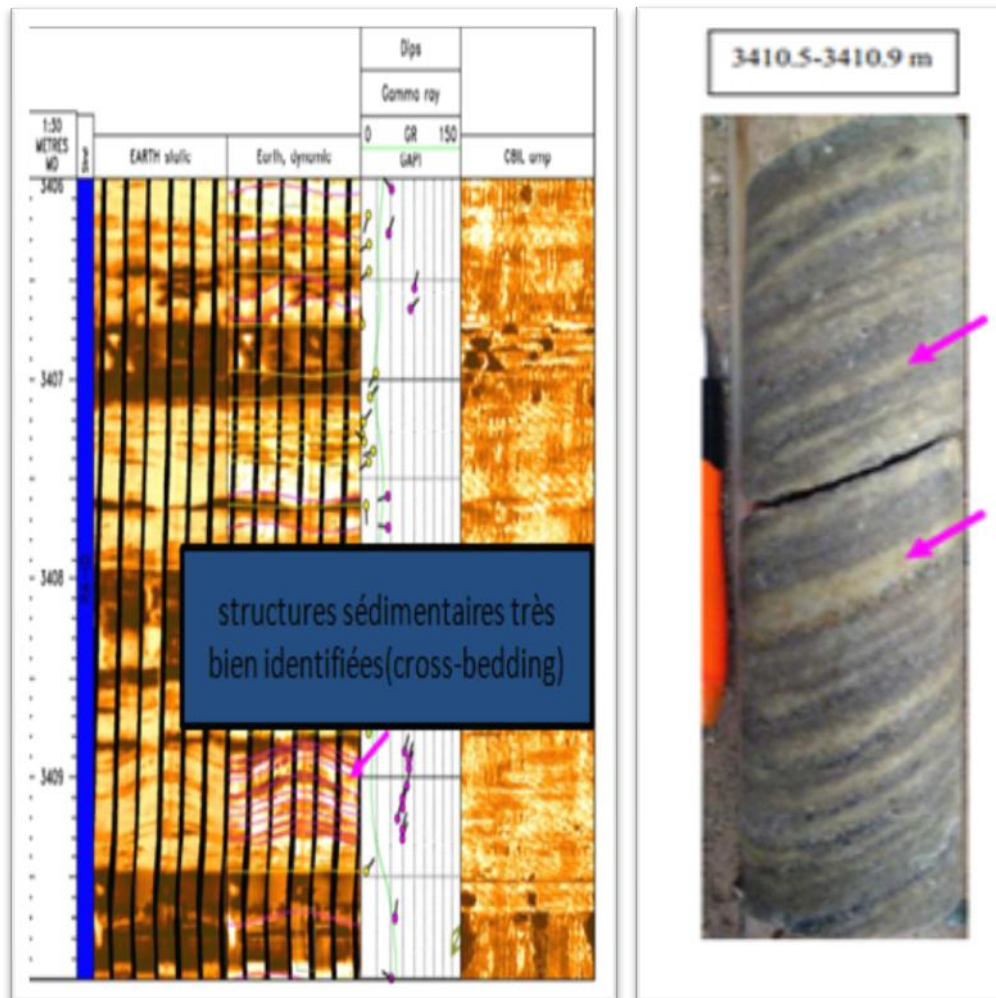 Dips
Gamma ray
1:30
METRES
MD
0 GR 150
EARTH static
Earth, dynamic
GAPI
CBIL amp
3406
3407
3408
3409
structures sédimentaires très
bien identifiées(cross-bedding)
3410.5-3410.9 m